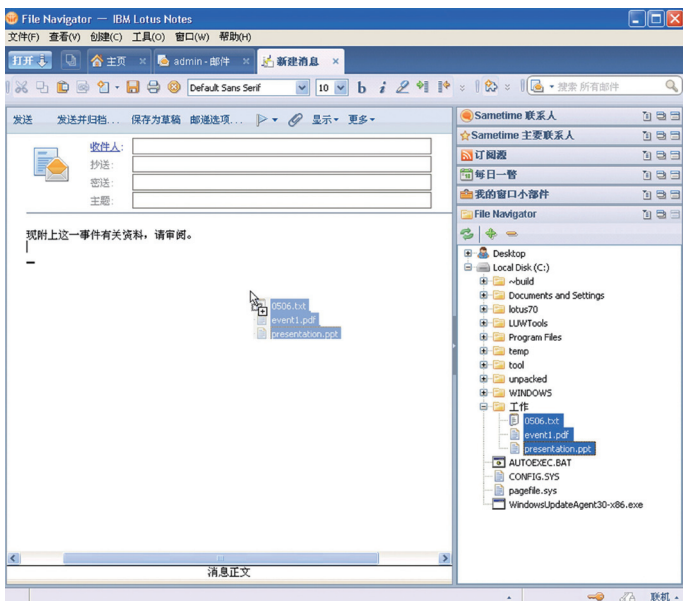 File Navigator — IBM Lotus Notes
文件(F) 查看(V) 创建(C) 工具(O) 窗口(W) 帮助(H)
打开 主页 admin - 邮件 新建消息
Default Sans Serif 10 b i 搜索 所有邮件
发送 发送并归档... 保存为草稿 邮递选项... 显示 更多
收件人:
抄送:
密送:
主题:
现附上这一事件有关资料，请审阅。
0506.txt
event1.pdf
presentation.ppt
消息正文
Sametime 联系人
Sametime 主要联系人
订阅源
每日一瞥
我的窗口小部件
File Navigator
Desktop
Local Disk (C:)
~build
Documents and Settings
lotus70
LUWTools
Program Files
temp
tool
unpacked
WINDOWS
工作
0506.txt
event1.pdf
presentation.ppt
AUTOEXEC.BAT
CONFIG.SYS
pagefile.sys
WindowsUpdateAgent30-x86.exe
联机